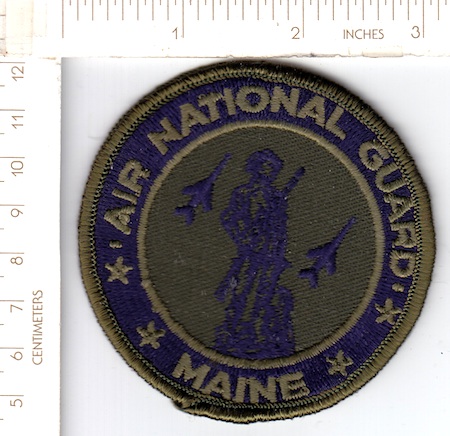 1 INCHES 2 3
12
11
10
9
8
7
6
5
CENTIMETERS
'AIR NATIONAL GUARD'
MAINE